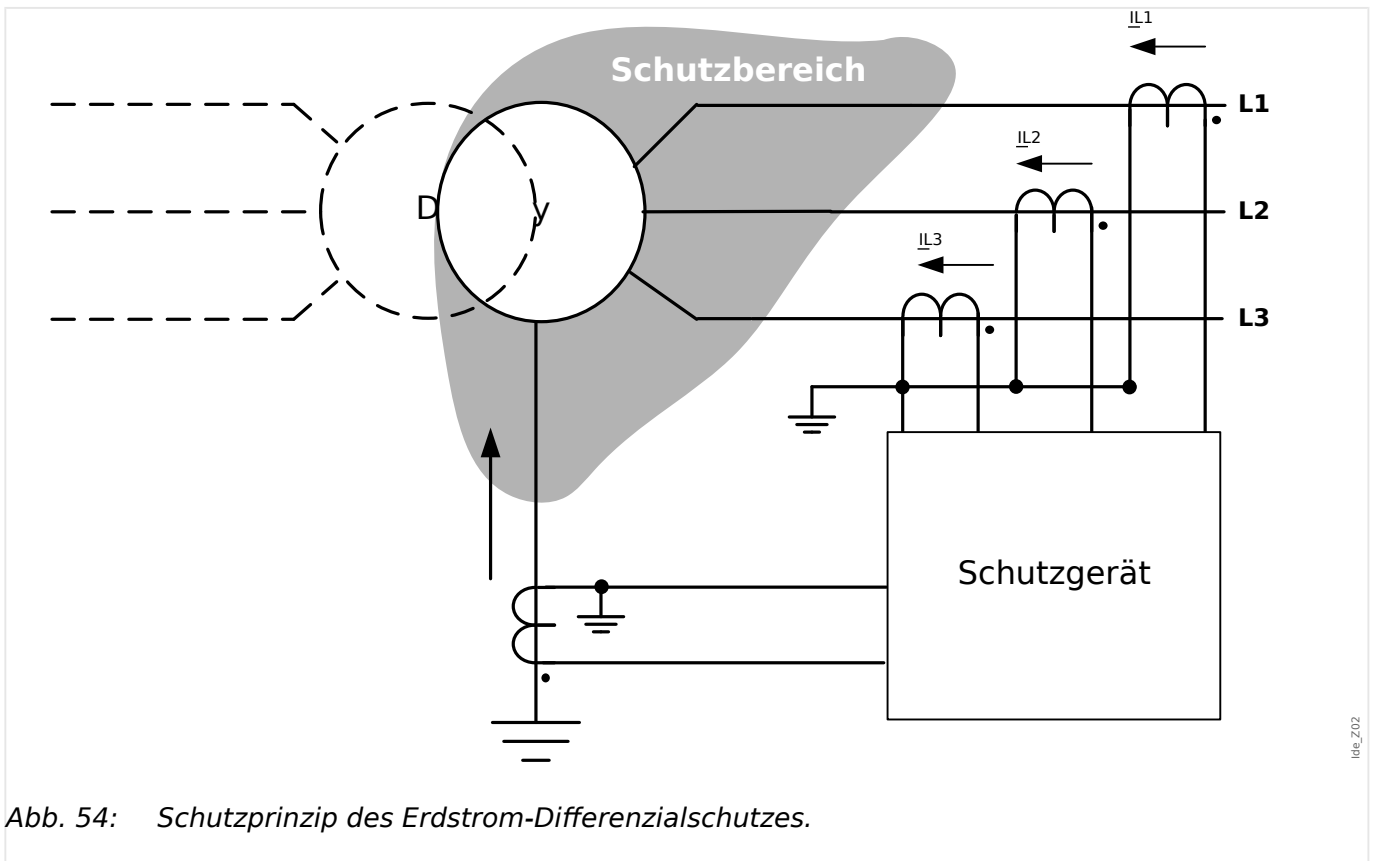 IL1
Schutzbereich
L1
IL2
D y
L2
IL3
L3
Schutzgerät
Ide_Z02
Abb. 54: Schutzprinzip des Erdstrom-Differenzialschutzes.